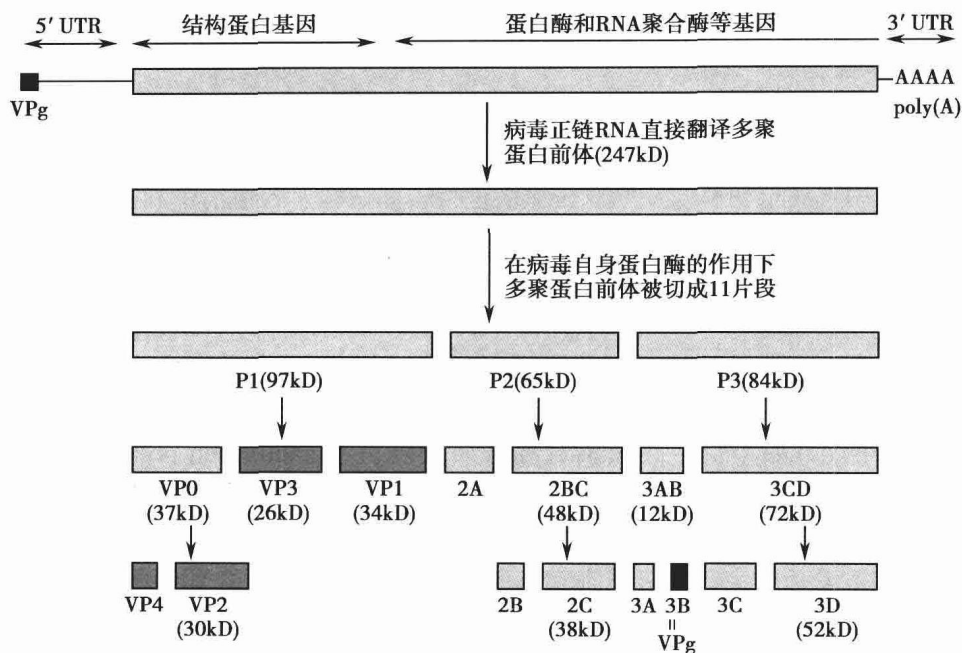 5′ UTR
结构蛋白基因
蛋白酶和RNA聚合酶等基因
3′ UTR
VPg
AAAA
poly(A)
病毒正链RNA直接翻译多聚
蛋白前体(247kD)
在病毒自身蛋白酶的作用下
多聚蛋白前体被切成11片段
P1(97kD)
P2(65kD)
P3(84kD)
VP0
(37kD)
VP3
(26kD)
VP1
(34kD)
2A
2BC
(48kD)
3AB
(12kD)
3CD
(72kD)
VP4
VP2
(30kD)
2B
2C
(38kD)
3A
3B
=
VPg
3C
3D
(52kD)